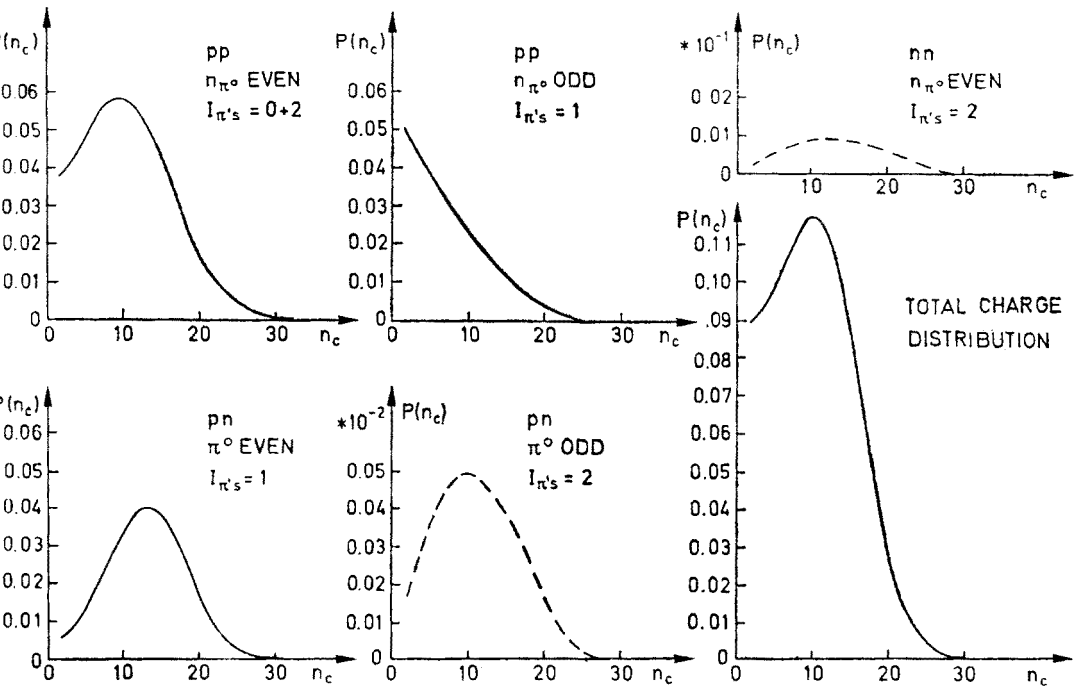 P(n_c)
pp
n_π° EVEN
I_π's = 0+2
0.06
0.05
0.04
0.03
0.02
0.01
0
0 10 20 30 n_c
P(n_c)
pp
n_π° ODD
I_π's = 1
0.06
0.05
0.04
0.03
0.02
0.01
0
0 10 20 30 n_c
*10⁻¹ P(n_c)
nn
n_π° EVEN
I_π's = 2
0 02
0.01
0
10 20 30 n_c
P(n_c)
pn
π° EVEN
I_π's = 1
0.06
0.05
0.04
0.03
0.02
0.01
0
0 10 20 30 n_c
*10⁻² P(n_c)
pn
π° ODD
I_π's = 2
0.05
0.04
0.03
0.02
0.01
0
0 10 20 30 n_c
P(n_c)
TOTAL CHARGE
DISTRIBUTION
0.11
0.10
.09
0.08
0.07
0.06
0.05
0.04
0.03
0.02
0.01
0
0 10 20 30 n_c